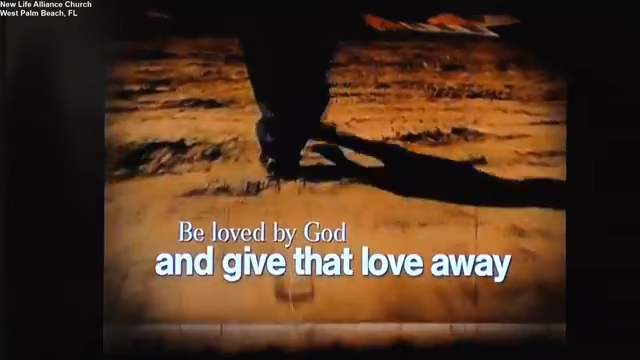 New Life Alliance Church
West Palm Beach, FL
Be loved by God
and give that love away